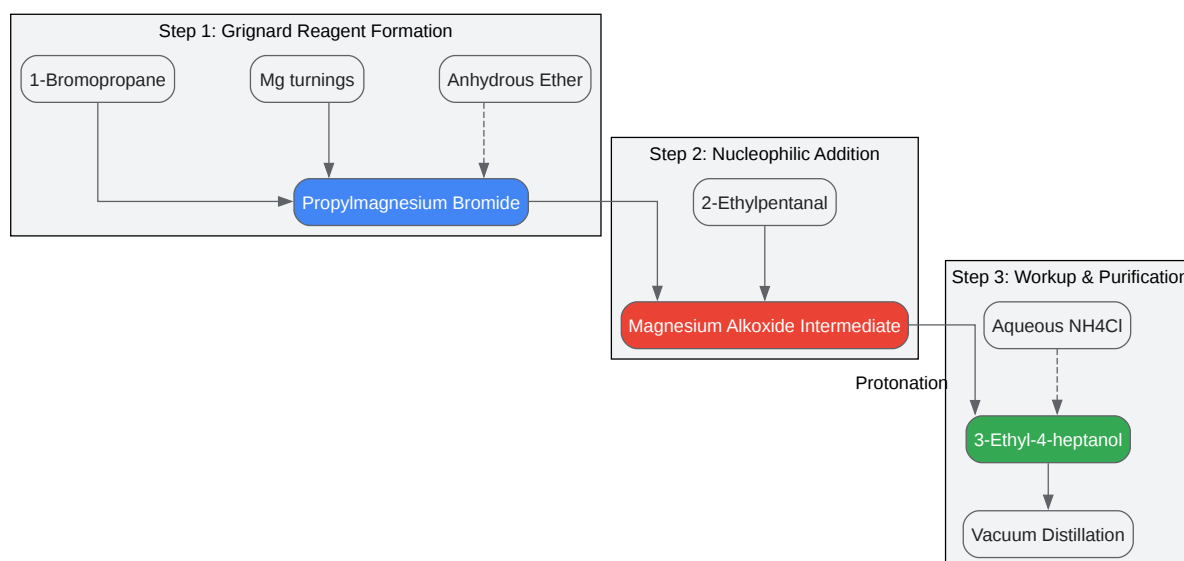 Step 1: Grignard Reagent Formation
1-Bromopropane
Mg turnings
Anhydrous Ether
Propylmagnesium Bromide
Step 2: Nucleophilic Addition
2-Ethylpentanal
Magnesium Alkoxide Intermediate
Protonation
Step 3: Workup & Purification
Aqueous NH4Cl
3-Ethyl-4-heptanol
Vacuum Distillation